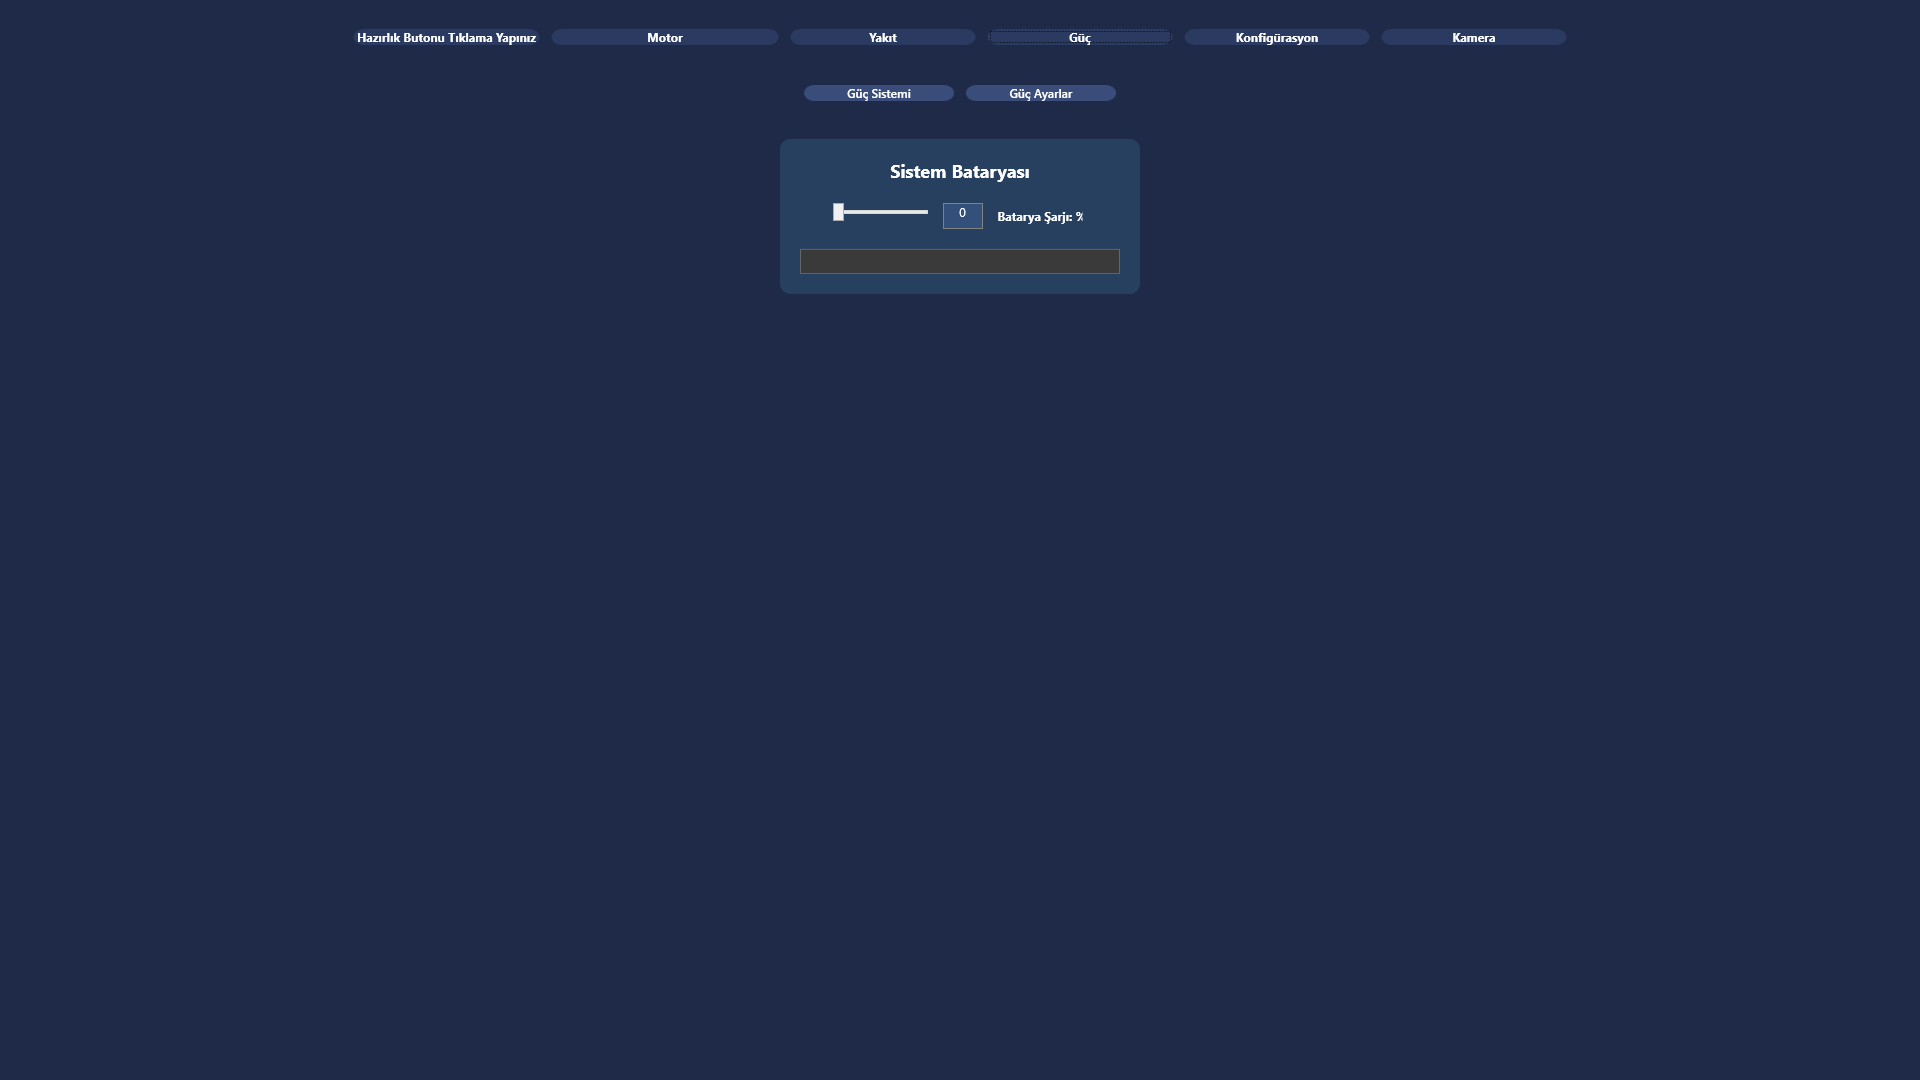 Hazırlık Butonu Tıklama Yapınız Motor Yakıt Güç Konfigürasyon Kamera
Güç Sistemi Güç Ayarlar
Sistem Bataryası
0 Batarya Şarjı: %